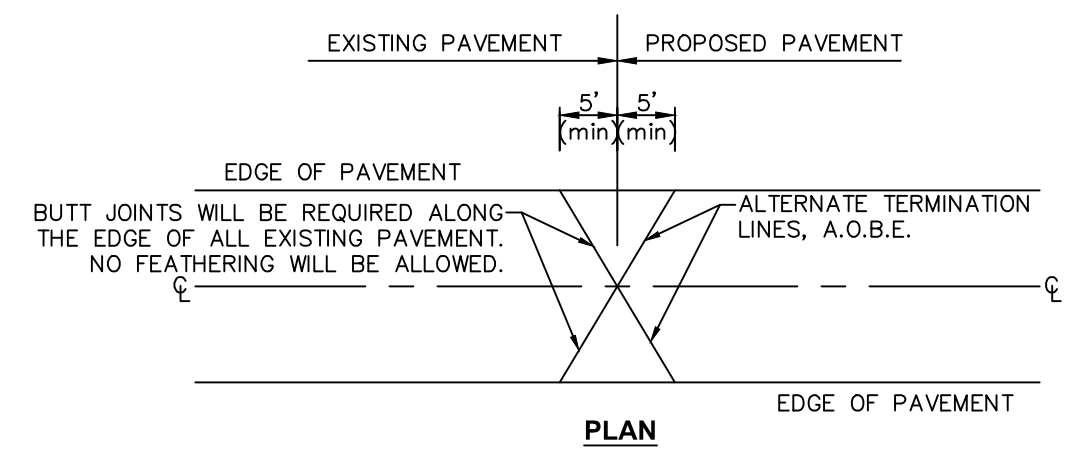 EXISTING PAVEMENT
PROPOSED PAVEMENT
5'
(min)
5'
(min)
EDGE OF PAVEMENT
BUTT JOINTS WILL BE REQUIRED ALONG
THE EDGE OF ALL EXISTING PAVEMENT.
NO FEATHERING WILL BE ALLOWED.
ALTERNATE TERMINATION
LINES, A.O.B.E.
℄
℄
EDGE OF PAVEMENT
PLAN